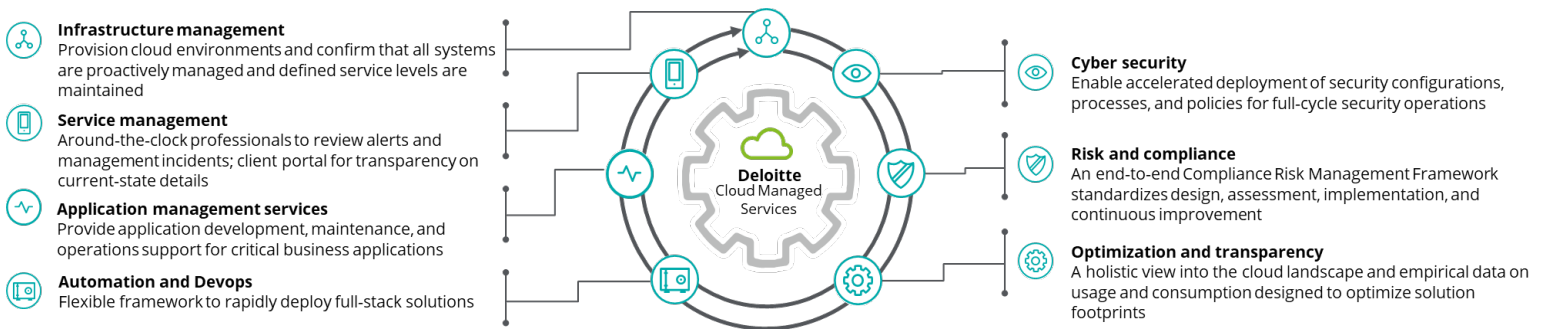 Infrastructure management
Provision cloud environments and confirm that all systems
are proactively managed and defined service levels are
maintained
Service management
Around-the-clock professionals to review alerts and
management incidents; client portal for transparency on
current-state details
Application management services
Provide application development, maintenance, and
operations support for critical business applications
Automation and Devops
Flexible framework to rapidly deploy full-stack solutions
Deloitte
Cloud Managed
Services
Cyber security
Enable accelerated deployment of security configurations,
processes, and policies for full-cycle security operations
Risk and compliance
An end-to-end Compliance Risk Management Framework
standardizes design, assessment, implementation, and
continuous improvement
Optimization and transparency
A holistic view into the cloud landscape and empirical data on
usage and consumption designed to optimize solution
footprints